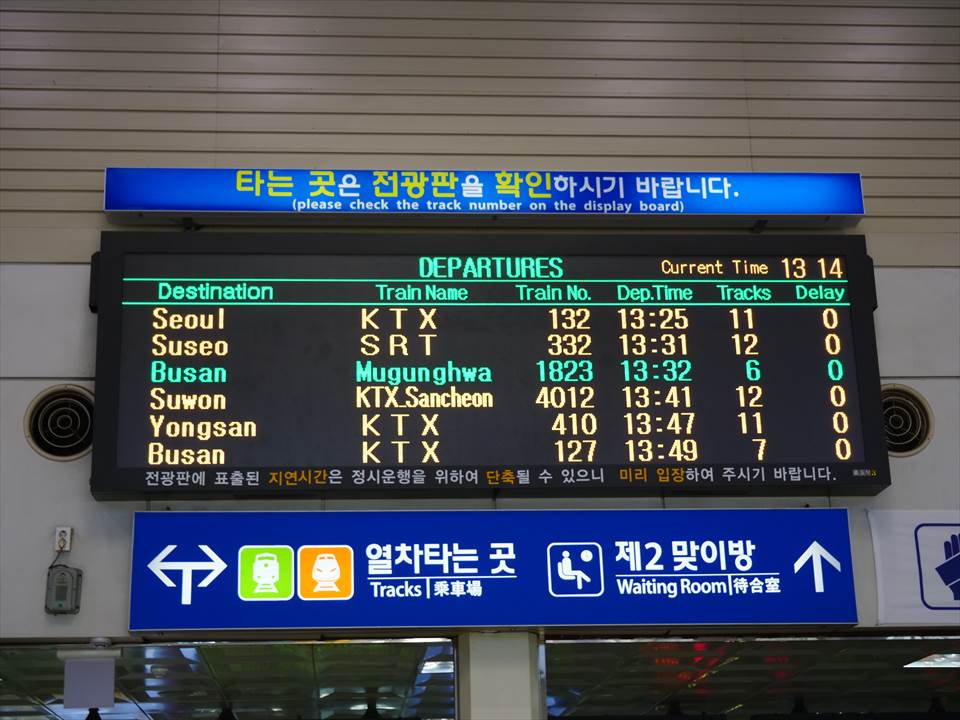 타는 곳은 전광판을 확인하시기 바랍니다.
(please check the track number on the display board)
DEPARTURES Current Time 13 14
Destination Train Name Train No. Dep.Time Tracks Delay
Seoul KTX 132 13:25 11 0
Suseo SRT 332 13:31 12 0
Busan Mugunghwa 1823 13:32 6 0
Suwon KTX_Sancheon 4012 13:41 12 0
Yongsan KTX 410 13:47 11 0
Busan KTX 127 13:49 7 0
전광판에 표출된 지연시간은 정시운행을 위하여 단축될 수 있으니 미리 입장하여 주시기 바랍니다.
열차타는 곳 제2 맞이방
Tracks 乘車場 Waiting Room 待合室